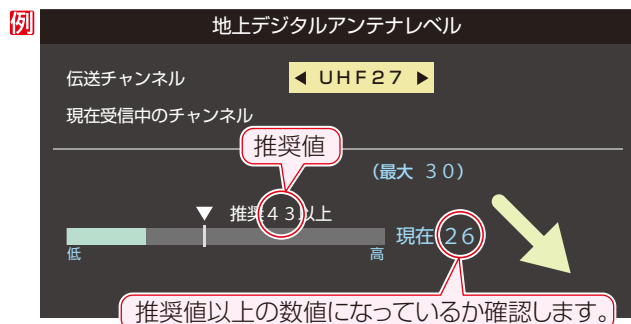 例
地上デジタルアンテナレベル
伝送チャンネル ◀ UHF27 ▶
現在受信中のチャンネル
推奨値
(最大 30)
▼ 推奨43以上
現在 26
低 高
推奨値以上の数値になっているか確認します。